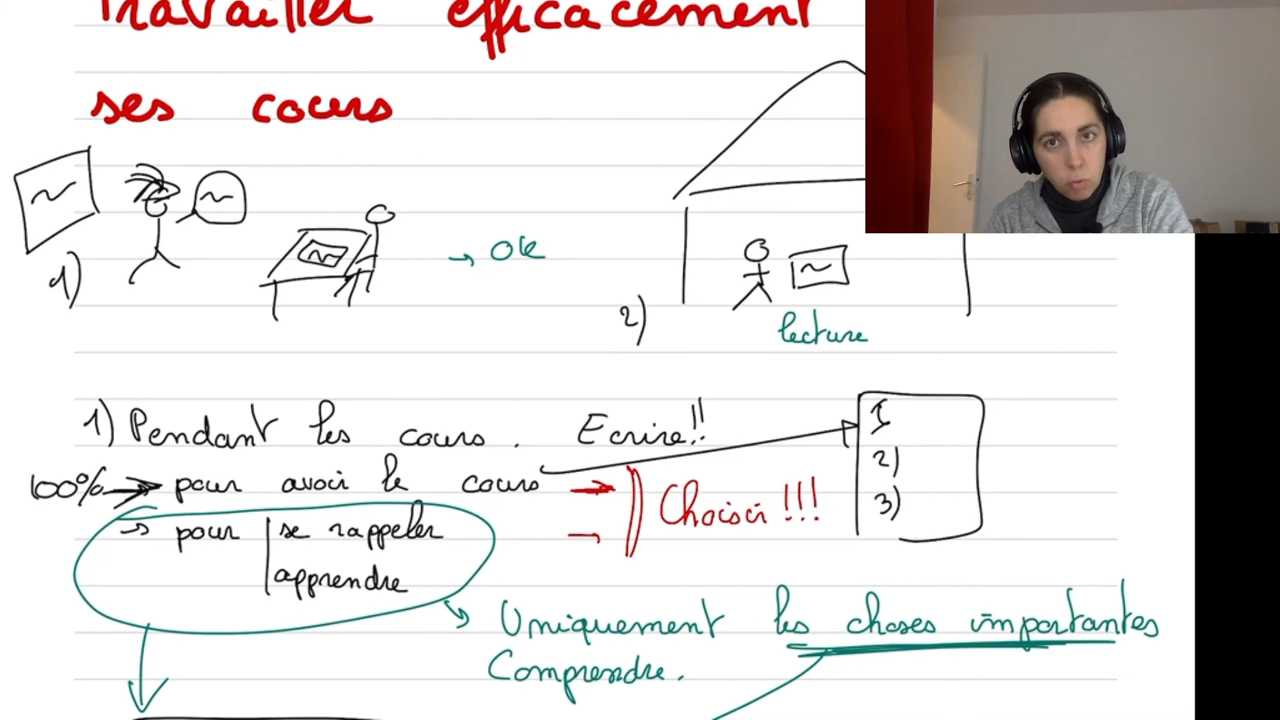 Travailler efficacement
ses cours
1)
→ OK
2)
lecture
1) Pendant les cours. Ecrire!!
1
2)
3)
100% → pour avoir le cours →
→ pour se rappeler
apprendre
→
Choisir !!!
Uniquement les choses importantes
Comprendre.